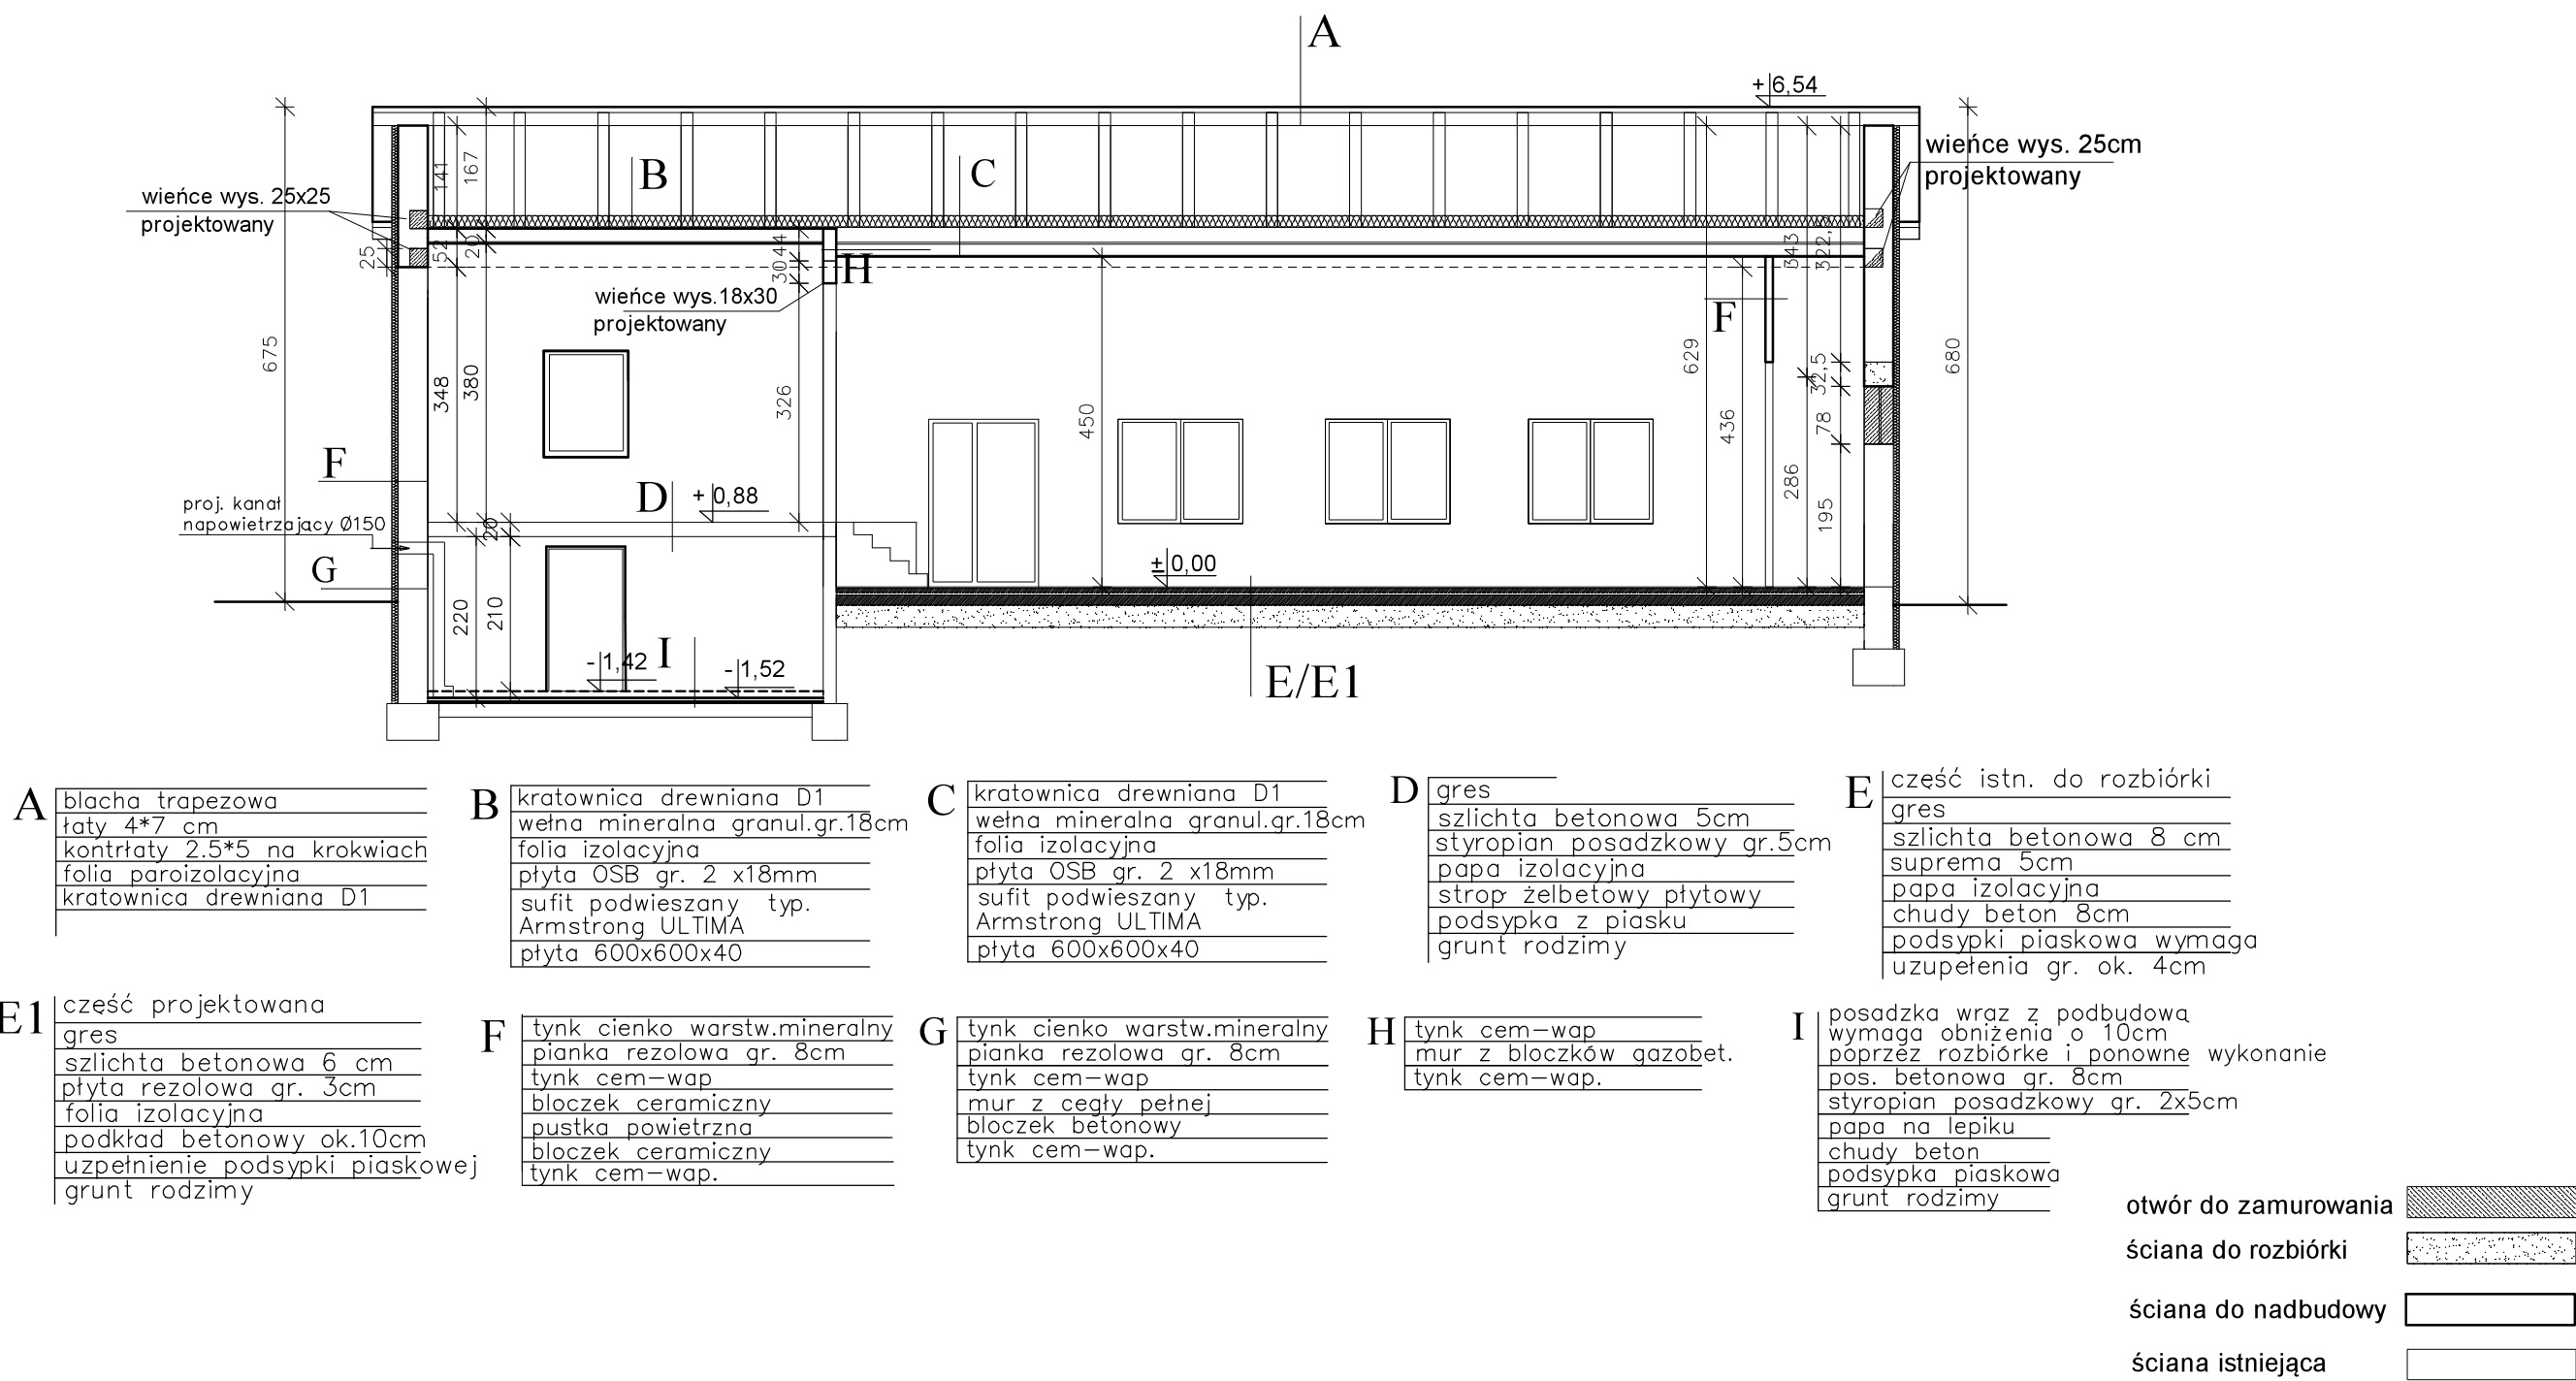 A
+6,54
wieńce wys. 25cm
projektowany
B
C
141
167
wieńce wys. 25x25
projektowany
25
52
20
44
30
H
343
322,5
wieńce wys.18x30
projektowany
F
675
348
380
326
450
629
436
32,5
78
680
F
D
+0,88
286
195
proj. kanał
napowietrzający Ø150
20
G
±0,00
220
210
-1,42
I
-1,52
E/E1
A
blacha trapezowa
łaty 4*7 cm
kontrłaty 2.5*5 na krokwiach
folia paroizolacyjna
kratownica drewniana D1
B
kratownica drewniana D1
wełna mineralna granul.gr.18cm
folia izolacyjna
płyta OSB gr. 2 x18mm
sufit podwieszany typ.
Armstrong ULTIMA
płyta 600x600x40
C
kratownica drewniana D1
wełna mineralna granul.gr.18cm
folia izolacyjna
płyta OSB gr. 2 x18mm
sufit podwieszany typ.
Armstrong ULTIMA
płyta 600x600x40
D
gres
szlichta betonowa 5cm
styropian posadzkowy gr.5cm
papa izolacyjna
strop żelbetowy płytowy
podsypka z piasku
grunt rodzimy
E
część istn. do rozbiórki
gres
szlichta betonowa 8 cm
suprema 5cm
papa izolacyjna
chudy beton 8cm
podsypki piaskowa wymaga
uzupełenia gr. ok. 4cm
E1
część projektowana
gres
szlichta betonowa 6 cm
płyta rezolowa gr. 3cm
folia izolacyjna
podkład betonowy ok.10cm
uzpełnienie podsypki piaskowej
grunt rodzimy
F
tynk cienko warstw.mineralny
pianka rezolowa gr. 8cm
tynk cem-wap
bloczek ceramiczny
pustka powietrzna
bloczek ceramiczny
tynk cem-wap.
G
tynk cienko warstw.mineralny
pianka rezolowa gr. 8cm
tynk cem-wap
mur z cegły pełnej
bloczek betonowy
tynk cem-wap.
H
tynk cem-wap
mur z bloczków gazobet.
tynk cem-wap.
I
posadzka wraz z podbudową
wymaga obniżenia o 10cm
poprzez rozbiórke i ponowne wykonanie
pos. betonowa gr. 8cm
styropian posadzkowy gr. 2x5cm
papa na lepiku
chudy beton
podsypka piaskowa
grunt rodzimy
otwór do zamurowania
ściana do rozbiórki
ściana do nadbudowy
ściana istniejąca